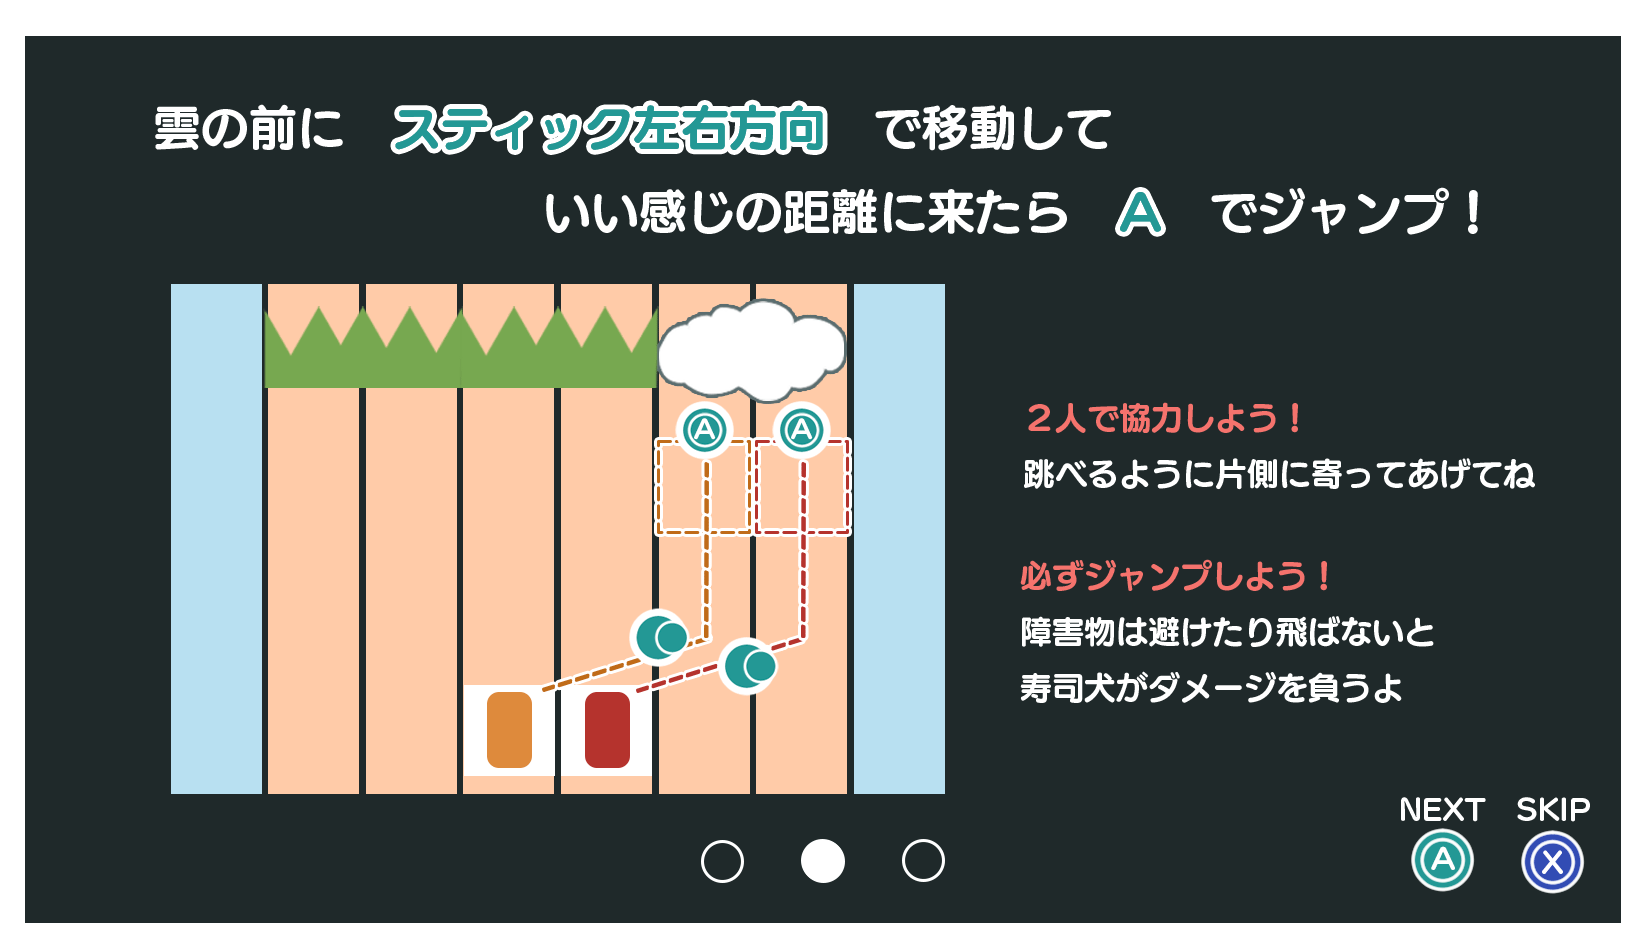 雲の前に　スティック左右方向　で移動して
いい感じの距離に来たら　A　でジャンプ！
A A
２人で協力しよう！
跳べるように片側に寄ってあげてね
必ずジャンプしよう！
障害物は避けたり飛ばないと
寿司犬がダメージを負うよ
NEXT SKIP
A X